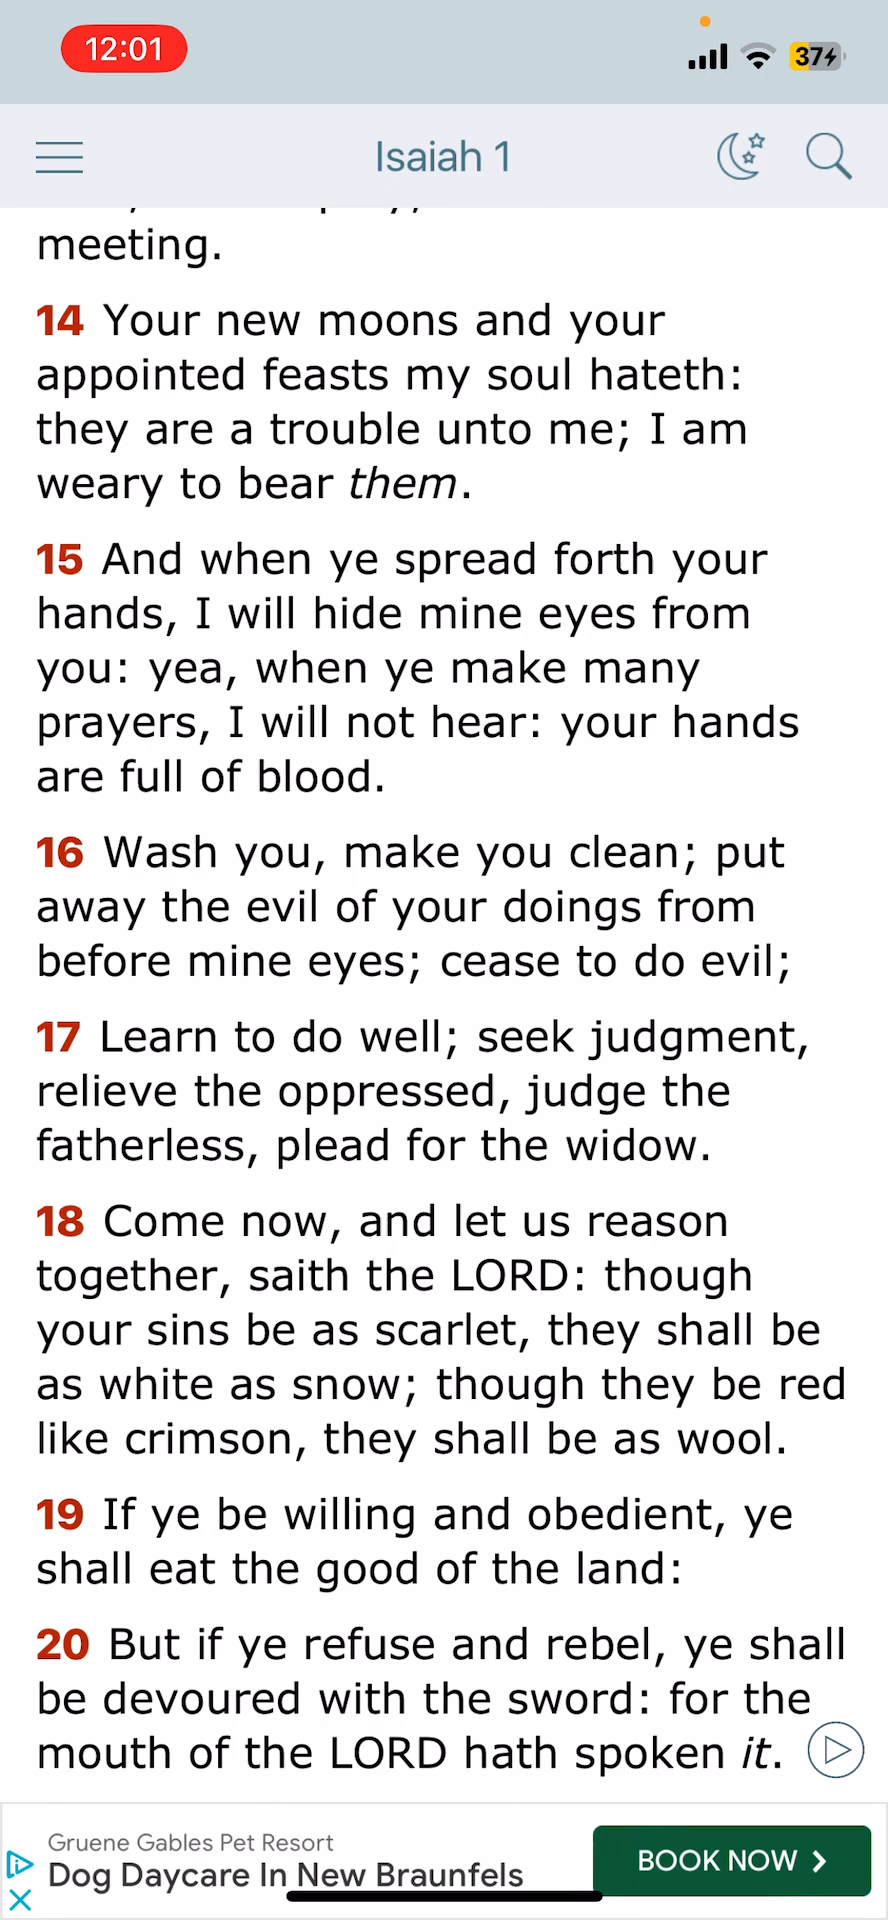 12:01
37
Isaiah 1
meeting.
14 Your new moons and your
appointed feasts my soul hateth:
they are a trouble unto me; I am
weary to bear them.
15 And when ye spread forth your
hands, I will hide mine eyes from
you: yea, when ye make many
prayers, I will not hear: your hands
are full of blood.
16 Wash you, make you clean; put
away the evil of your doings from
before mine eyes; cease to do evil;
17 Learn to do well; seek judgment,
relieve the oppressed, judge the
fatherless, plead for the widow.
18 Come now, and let us reason
together, saith the LORD: though
your sins be as scarlet, they shall be
as white as snow; though they be red
like crimson, they shall be as wool.
19 If ye be willing and obedient, ye
shall eat the good of the land:
20 But if ye refuse and rebel, ye shall
be devoured with the sword: for the
mouth of the LORD hath spoken it.
Gruene Gables Pet Resort
Dog Daycare In New Braunfels
BOOK NOW